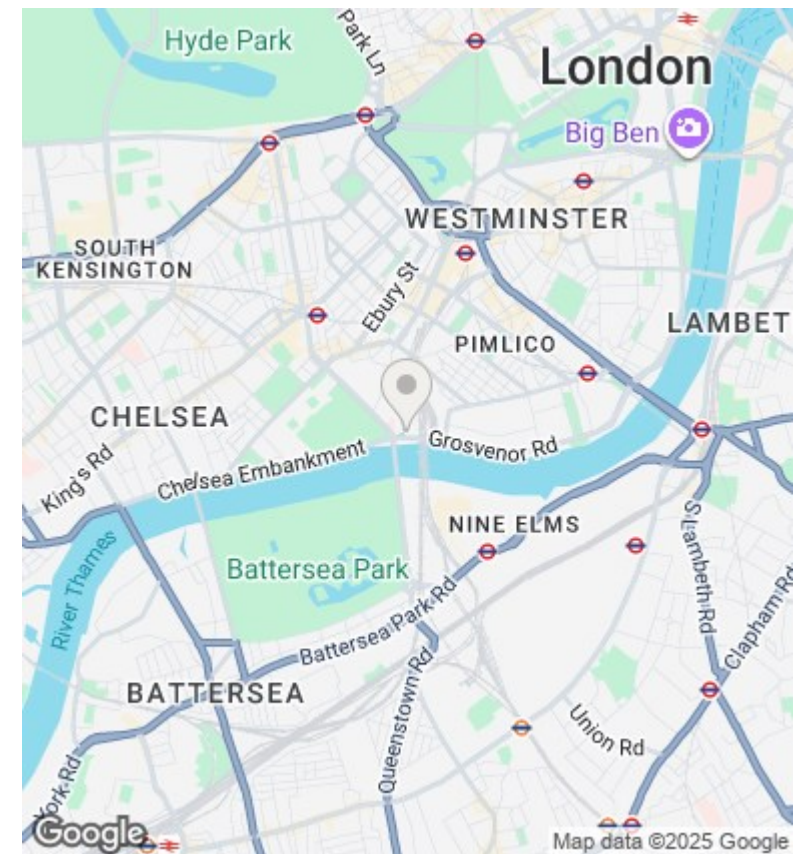 Hyde Park
Park Ln
London
Big Ben
WESTMINSTER
SOUTH
KENSINGTON
Ebury St
LAMBET
PIMLICO
CHELSEA
King's Rd
Chelsea Embankment
Grosvenor Rd
NINE ELMS
S Lambeth Rd
River Thames
Battersea Park
Clapham Rd
Battersea Park Rd
BATTERSEA
Queenstown Rd
Union Rd
York Rd
Google
Map data ©2025 Google